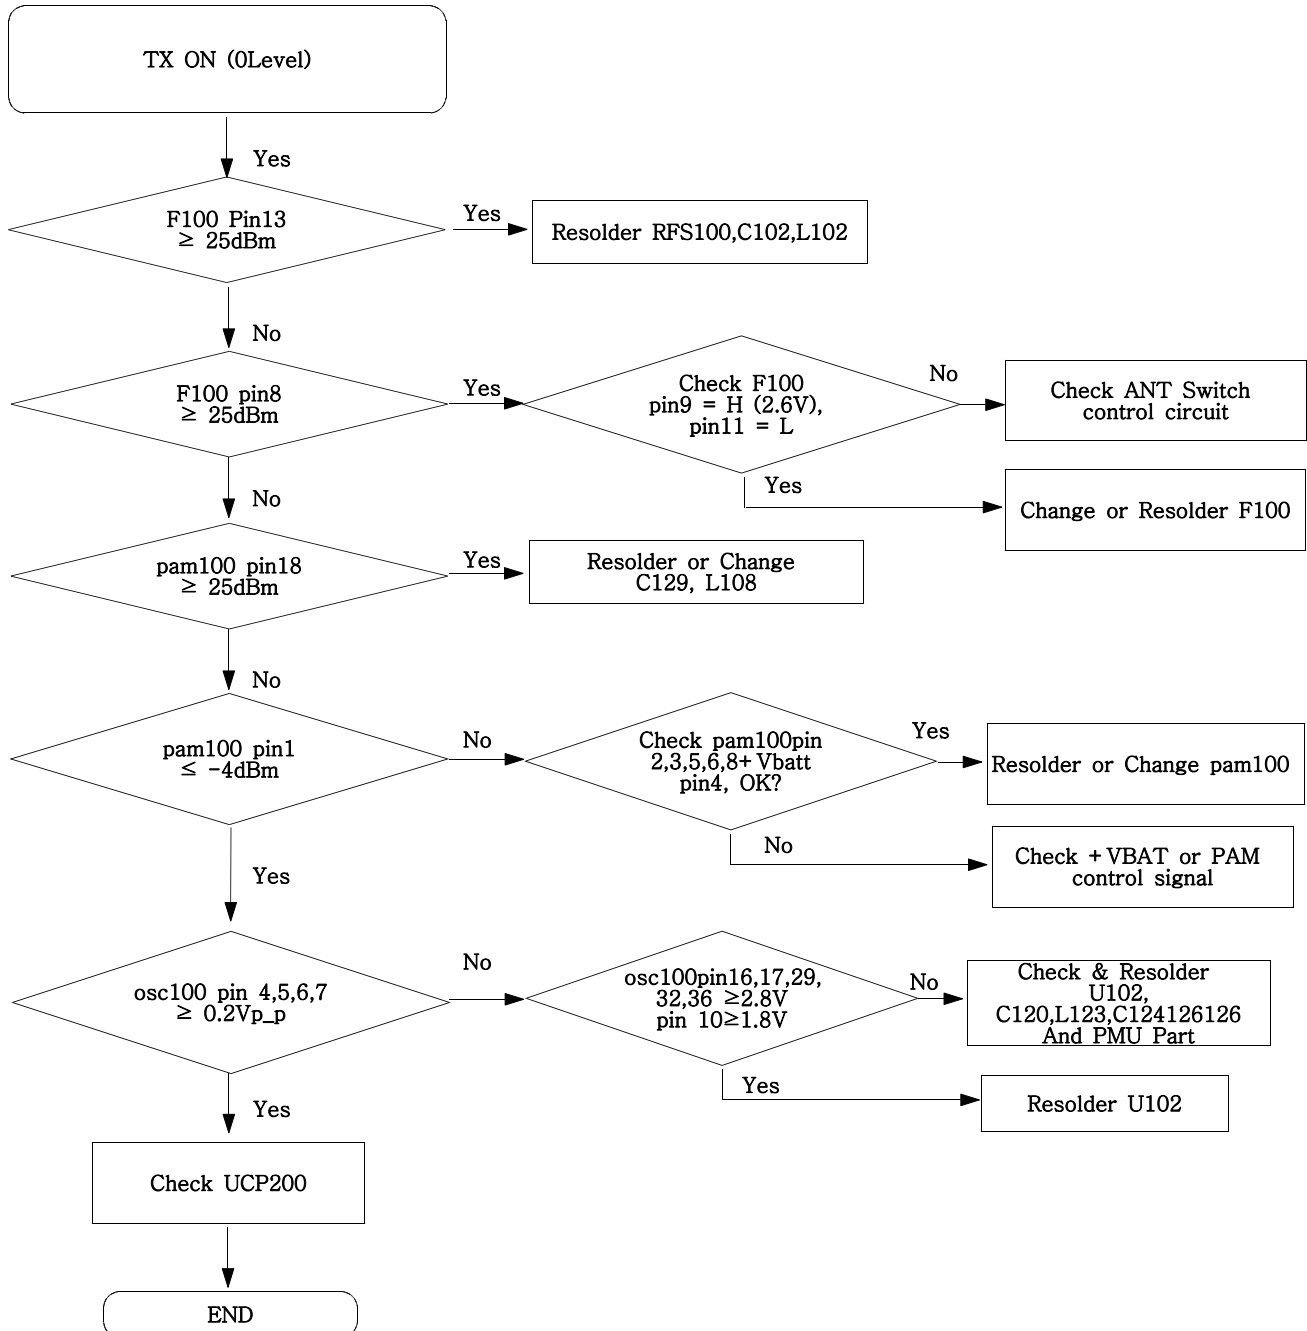 TX ON (0Level)
Yes
F100 Pin13
≥ 25dBm
Yes
Resolder RFS100,C102,L102
No
F100 pin8
≥ 25dBm
Yes
Check F100
pin9 = H (2.6V),
pin11 = L
No
Check ANT Switch
control circuit
Yes
Change or Resolder F100
No
pam100 pin18
≥ 25dBm
Yes
Resolder or Change
C129, L108
No
pam100 pin1
≤ -4dBm
No
Check pam100pin
2,3,5,6,8+Vbatt
pin4, OK?
Yes
Resolder or Change pam100
No
Check +VBAT or PAM
control signal
Yes
osc100 pin 4,5,6,7
≥ 0.2Vp_p
No
osc100pin16,17,29,
32,36 ≥2.8V
pin 10≥1.8V
No
Check & Resolder
U102,
C120,L123,C124126126
And PMU Part
Yes
Resolder U102
Yes
Check UCP200
END